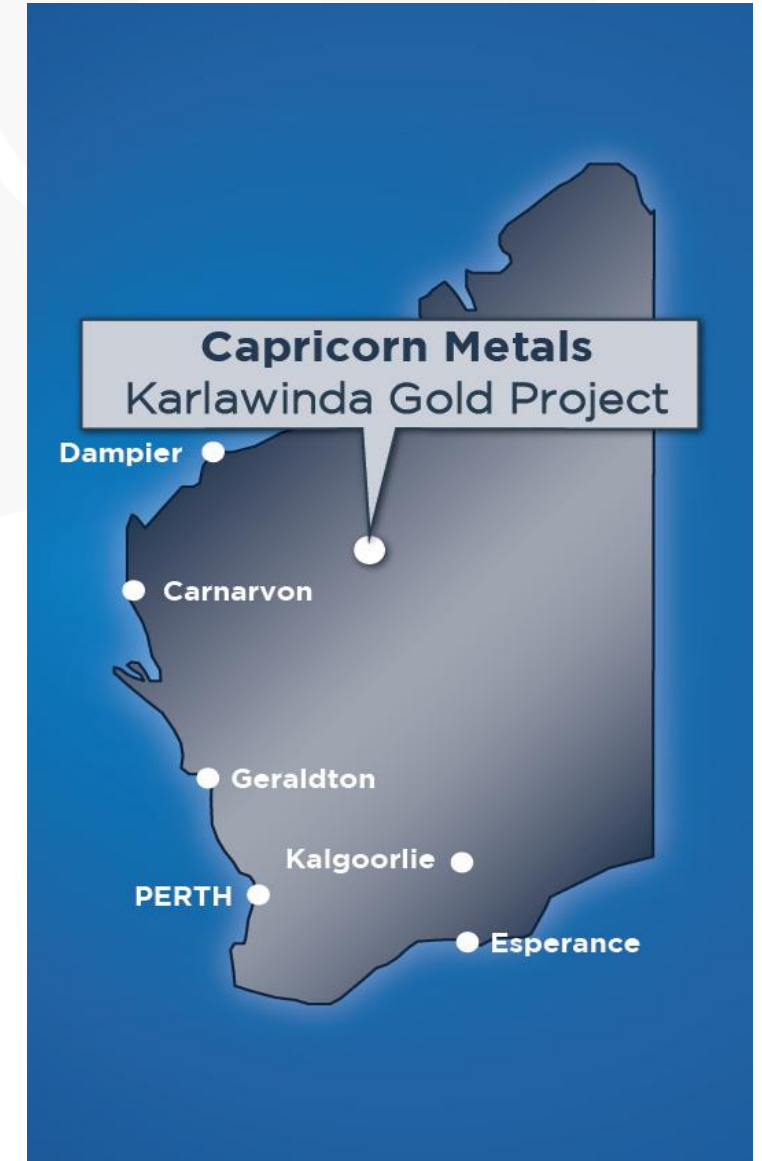 Capricorn Metals
Karlawinda Gold Project
Dampier
Carnarvon
Geraldton
Kalgoorlie
PERTH
Esperance